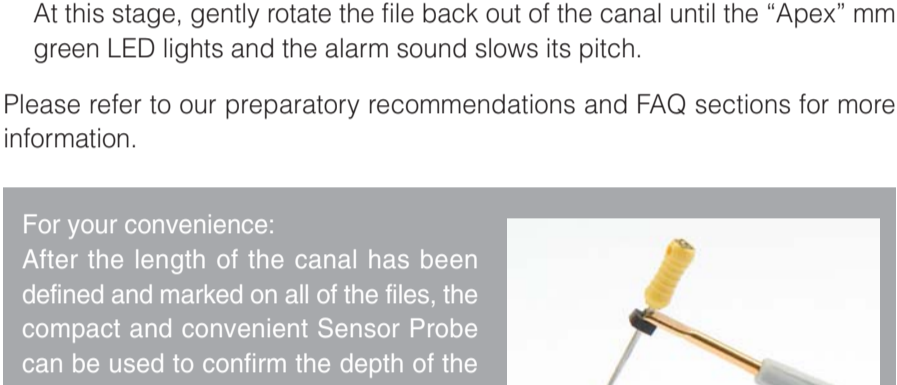 At this stage, gently rotate the file back out of the canal until the “Apex” mm
green LED lights and the alarm sound slows its pitch.
Please refer to our preparatory recommendations and FAQ sections for more
information.
For your convenience:
After the length of the canal has been
defined and marked on all of the files, the
compact and convenient Sensor Probe
can be used to confirm the depth of the